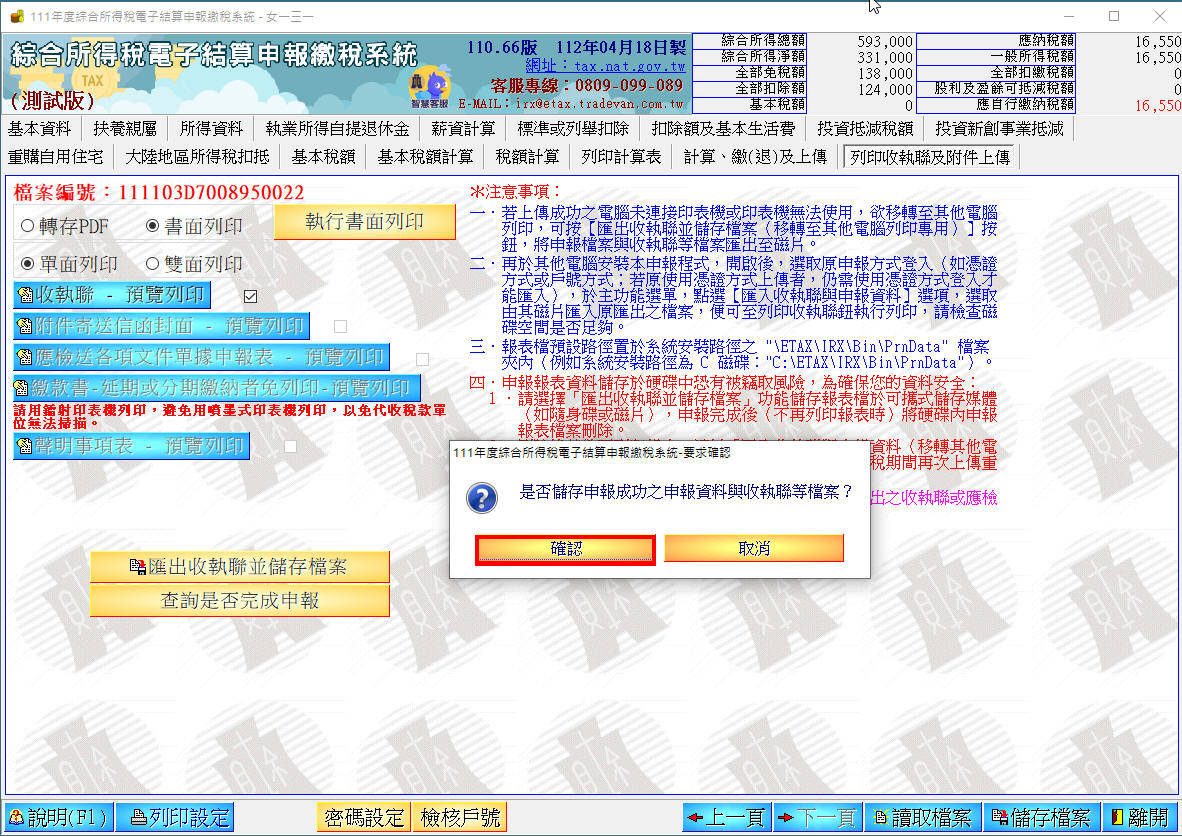 111年度綜合所得稅電子結算申報繳稅系統 - 女一三一
綜合所得稅電子結算申報繳稅系統
TAX
(測試版)
110.66版 112年04月18日製
網址：tax.nat.gov.tw
客服專線：0809-099-089
E-MAIL：irx@etax.tradevan.com.tw
智慧客服
綜合所得總額 593,000 應納稅額 16,550
綜合所得淨額 331,000 一般所得稅額 16,550
全部免稅額 138,000 全部扣繳稅額 0
全部扣除額 124,000 股利及盈餘可抵減稅額 0
基本稅額 0 應自行繳納稅額 16,550
基本資料 扶養親屬 所得資料 執業所得自提退休金 薪資計算 標準或列舉扣除 扣除額及基本生活費 投資抵減稅額 投資新創事業抵減
重購自用住宅 大陸地區所得稅扣抵 基本稅額 基本稅額計算 稅額計算 列印計算表 計算、繳(退)及上傳 列印收執聯及附件上傳
檔案編號：111103D7008950022
轉存PDF 書面列印 執行書面列印
單面列印 雙面列印
收執聯 - 預覽列印
附件寄送信函封面 - 預覽列印
應檢送各項文件單據申報表 - 預覽列印
繳款書-延期或分期繳納者免列印-預覽列印
請用鐳射印表機列印，避免用噴墨式印表機列印，以免代收稅款單
位無法掃描。
聲明事項表 - 預覽列印
匯出收執聯並儲存檔案
查詢是否完成申報
※注意事項：
一．若上傳成功之電腦未連接印表機或印表機無法使用，欲移轉至其他電腦
列印，可按［匯出收執聯並儲存檔案（移轉至其他電腦列印專用）］按
鈕，將申報檔案與收執聯等檔案匯出至磁片。
二．再於其他電腦安裝本申報程式，開啟後，選取原申報方式登入（如憑證
方式或戶號方式；若原使用憑證方式上傳者，仍需使用憑證方式登入才
能匯入），於主功能選單，點選［匯入收執聯與申報資料］選項，選取
由其磁片匯入原匯出之檔案，便可至列印收執聯鈕執行列印，請檢查磁
碟空間是否足夠。
三．報表檔預設路徑置於系統安裝路徑之 "\ETAX\IRX\Bin\PrnData" 檔案
夾內（例如系統安裝路徑為 C 磁碟："C:\ETAX\IRX\Bin\PrnData"）。
四．申報報表資料儲存於硬碟中恐有被竊取風險，為確保您的資料安全：
1．請選擇「匯出收執聯並儲存檔案」功能儲存報表檔於可攜式儲存媒體
（如隨身碟或磁片），申報完成後（不再列印報表時）將硬碟內申報
報表檔案刪除。
資料（移轉其他電
稅期間再次上傳重
出之收執聯或應檢
111年度綜合所得稅電子結算申報繳稅系統-要求確認
是否儲存申報成功之申報資料與收執聯等檔案？
確認 取消
說明(F1) 列印設定 密碼設定 檢核戶號 上一頁 下一頁 讀取檔案 儲存檔案 離開